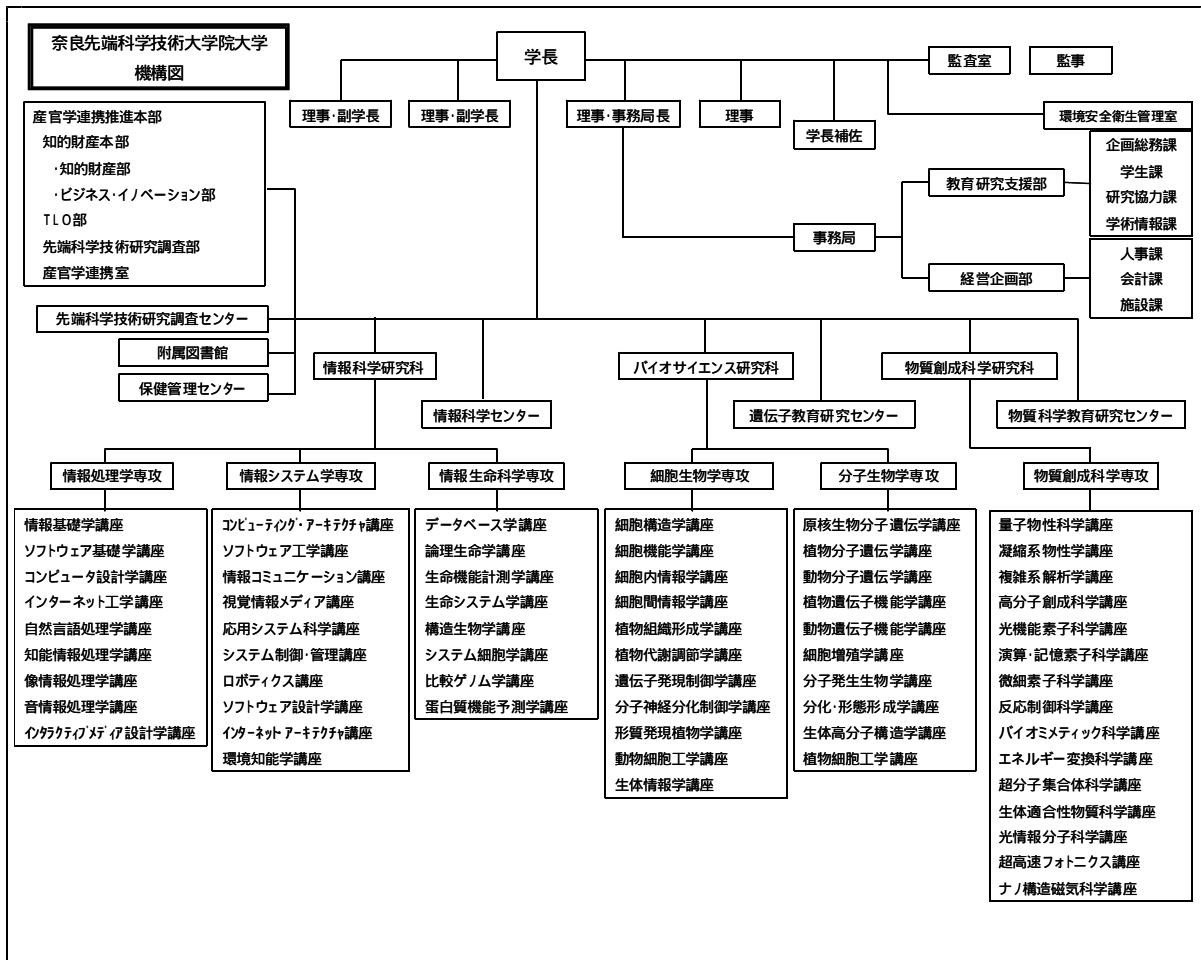 奈良先端科学技術大学院大学
機構図
学長
監査室
監事
理事・副学長
理事・副学長
理事・事務局長
理事
学長補佐
環境安全衛生管理室
産官学連携推進本部
知的財産本部
・知的財産部
・ビジネス・イノベーション部
TLO部
先端科学技術研究調査部
産官学連携室
教育研究支援部
企画総務課
学生課
研究協力課
学術情報課
事務局
経営企画部
人事課
会計課
施設課
先端科学技術研究調査センター
附属図書館
保健管理センター
情報科学研究科
バイオサイエンス研究科
物質創成科学研究科
情報科学センター
遺伝子教育研究センター
物質科学教育研究センター
情報処理学専攻
情報システム学専攻
情報生命科学専攻
細胞生物学専攻
分子生物学専攻
物質創成科学専攻
情報基礎学講座
ソフトウェア基礎学講座
コンピュータ設計学講座
インターネット工学講座
自然言語処理学講座
知能情報処理学講座
像情報処理学講座
音情報処理学講座
インタラクティブメディア設計学講座
コンピューティング・アーキテクチャ講座
ソフトウェア工学講座
情報コミュニケーション講座
視覚情報メディア講座
応用システム科学講座
システム制御・管理講座
ロボティクス講座
ソフトウェア設計学講座
インターネットアーキテクチャ講座
環境知能学講座
データベース学講座
論理生命学講座
生命機能計測学講座
生命システム学講座
構造生物学講座
システム細胞学講座
比較ゲノム学講座
蛋白質機能予測学講座
細胞構造学講座
細胞機能学講座
細胞内情報学講座
細胞間情報学講座
植物組織形成学講座
植物代謝調節学講座
遺伝子発現制御学講座
分子神経分化制御学講座
形質発現植物学講座
動物細胞工学講座
生体情報学講座
原核生物分子遺伝学講座
植物分子遺伝学講座
動物分子遺伝学講座
植物遺伝子機能学講座
動物遺伝子機能学講座
細胞増殖学講座
分子発生生物学講座
分化・形態形成学講座
生体高分子構造学講座
植物細胞工学講座
量子物性科学講座
凝縮系物性学講座
複雑系解析学講座
高分子創成科学講座
光機能素子科学講座
演算・記憶素子科学講座
微細素子科学講座
反応制御科学講座
バイオミメティック科学講座
エネルギー変換科学講座
超分子集合体科学講座
生体適合性物質科学講座
光情報分子科学講座
超高速フォトニクス講座
ナノ構造磁気科学講座